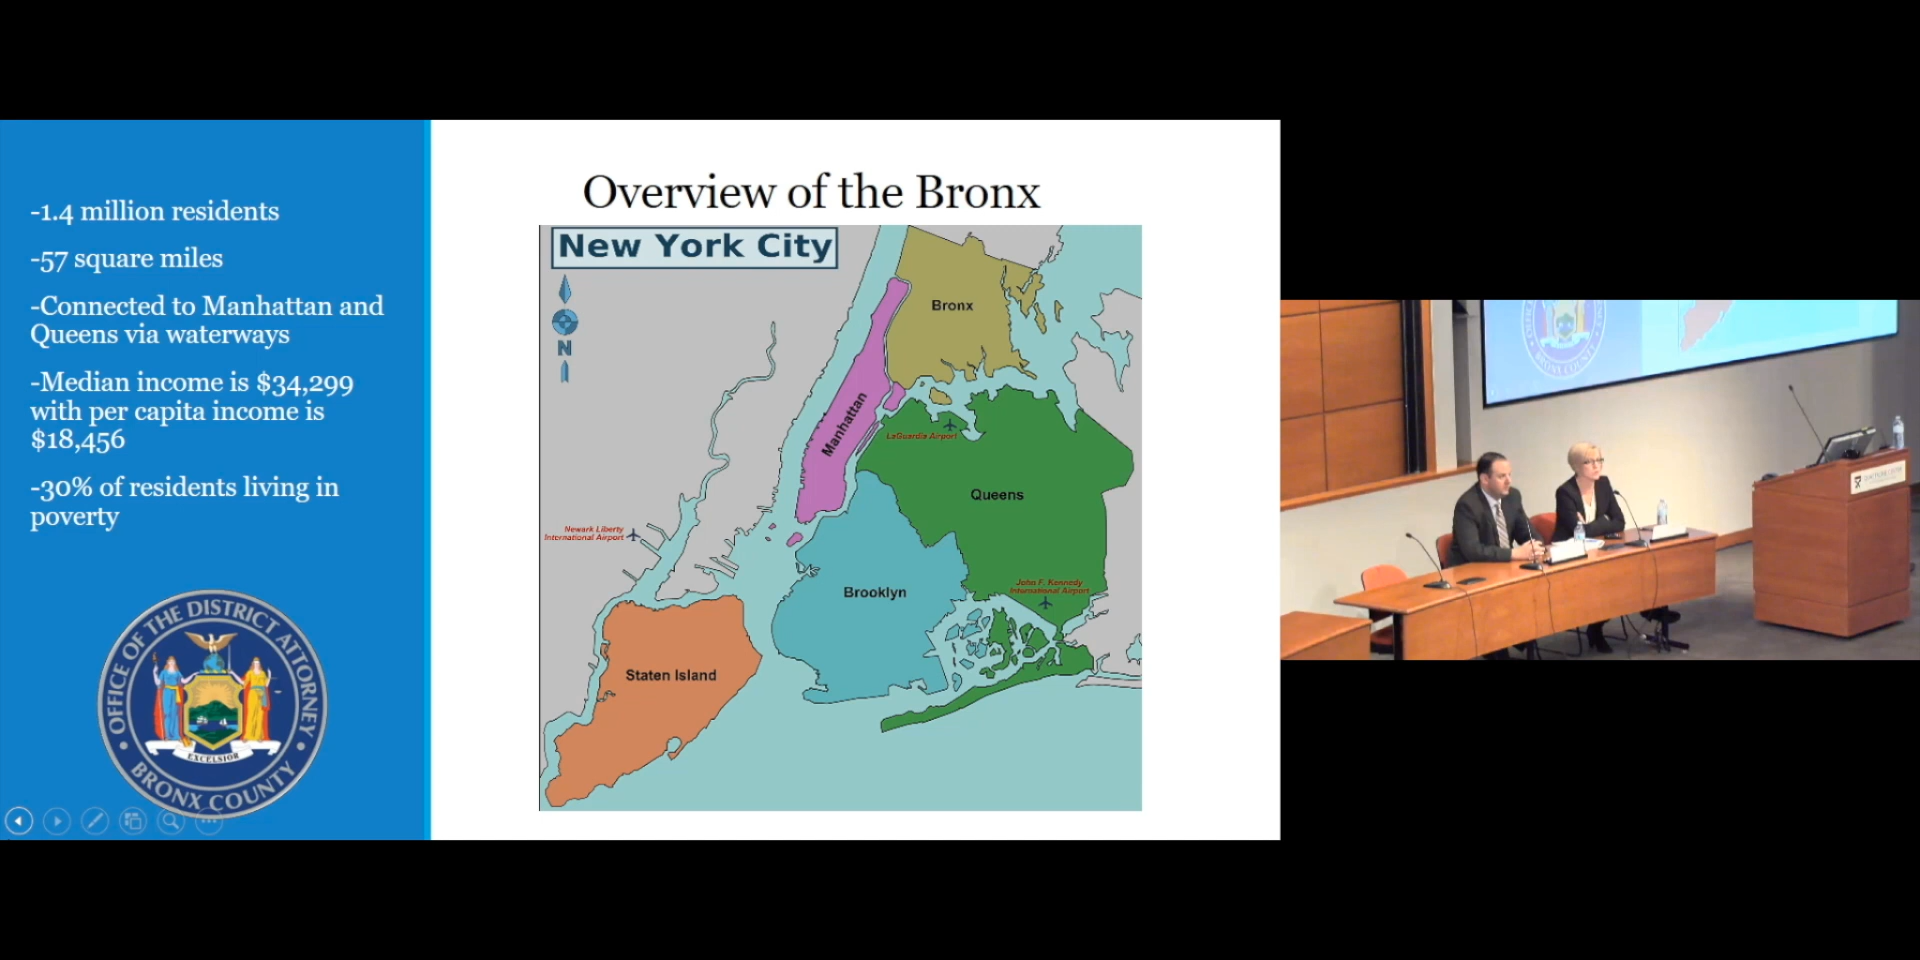 -1.4 million residents
-57 square miles
-Connected to Manhattan and
Queens via waterways
-Median income is $34,299
with per capita income is
$18,456
-30% of residents living in
poverty
OFFICE OF THE DISTRICT ATTORNEY
EXCELSIOR
BRONX COUNTY
Overview of the Bronx
New York City
N
Bronx
Manhattan
LaGuardia Airport
Queens
Newark Liberty
International Airport
John F. Kennedy
International Airport
Brooklyn
Staten Island
BRONX COUNTY